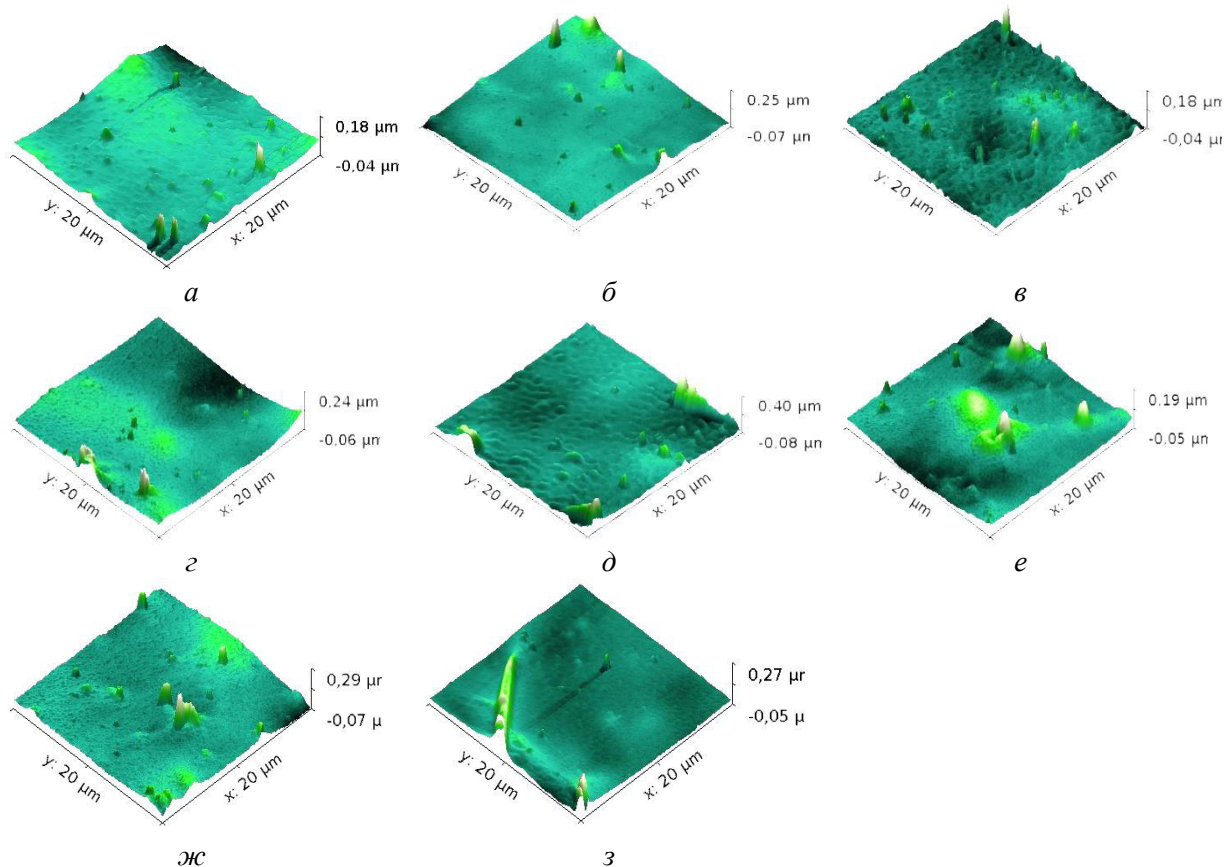 0,18 µm
-0,04 µm
y: 20 µm
x: 20 µm
а
0.25 µm
-0.07 µm
y: 20 µm
x: 20 µm
б
0,18 µm
-0,04 µm
y: 20 µm
x: 20 µm
в
0.24 µm
-0.06 µm
y: 20 µm
x: 20 µm
г
0.40 µm
-0.08 µm
y: 20 µm
x: 20 µm
д
0.19 µm
-0.05 µm
y: 20 µm
x: 20 µm
е
0,29 µm
-0,07 µ
y: 20 µm
x: 20 µm
ж
0,27 µm
-0,05 µ
y: 20 µm
x: 20 µm
з